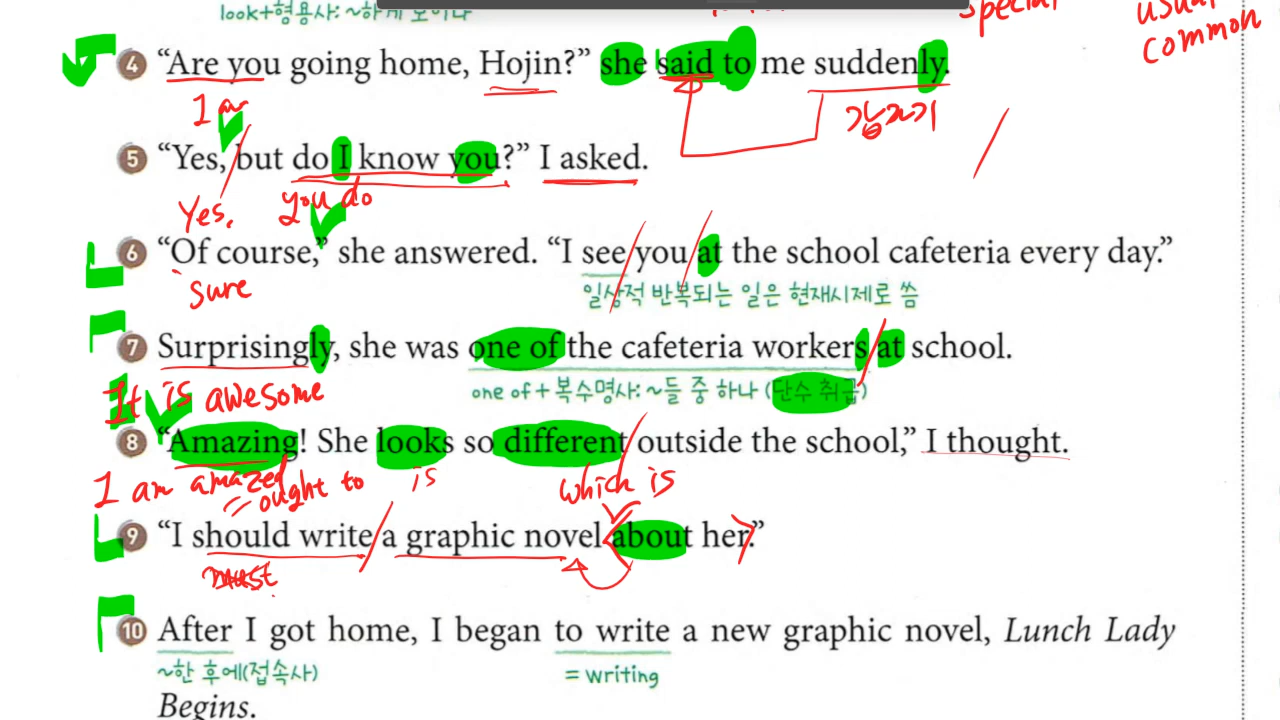 look+형용사: ~하게 보이다
special
usual
common
4 “Are you going home, Hojin?” she said to me suddenly.
I am
갑자기
5 “Yes, but do I know you?” I asked.
Yes.
you do
6 “Of course,” she answered. “I see you at the school cafeteria every day.”
sure
일상적 반복되는 일은 현재시제로 씀
7 Surprisingly, she was one of the cafeteria workers at school.
It is awesome
one of + 복수명사: ~들 중 하나 (단수 취급)
8 “Amazing! She looks so different outside the school,” I thought.
I am amazed
= ought to
is
which is
9 “I should write a graphic novel about her.”
must
10 After I got home, I began to write a new graphic novel, Lunch Lady
~한 후에(접속사)
= writing
Begins.